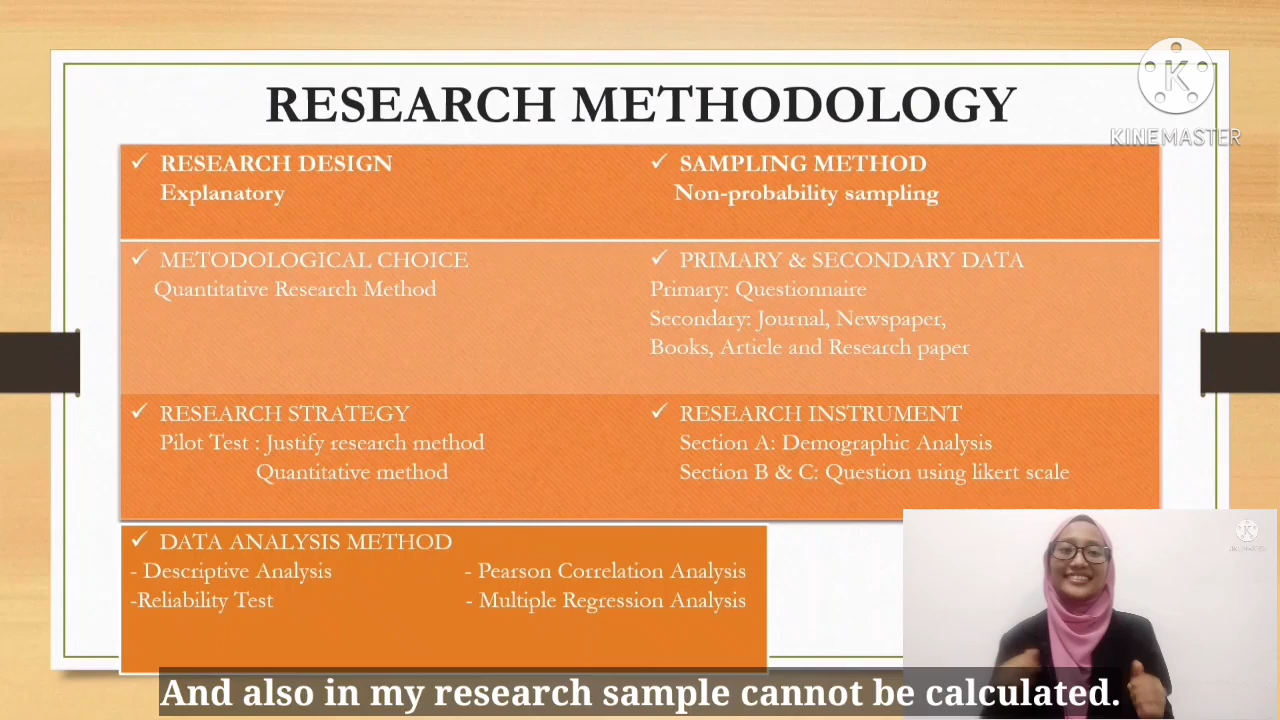 RESEARCH METHODOLOGY
KINEMASTER
✓ RESEARCH DESIGN
Explanatory
✓ SAMPLING METHOD
Non-probability sampling
✓ METODOLOGICAL CHOICE
Quantitative Research Method
✓ PRIMARY & SECONDARY DATA
Primary: Questionnaire
Secondary: Journal, Newspaper,
Books, Article and Research paper
✓ RESEARCH STRATEGY
Pilot Test : Justify research method
Quantitative method
✓ RESEARCH INSTRUMENT
Section A: Demographic Analysis
Section B & C: Question using likert scale
✓ DATA ANALYSIS METHOD
- Descriptive Analysis - Pearson Correlation Analysis
-Reliability Test - Multiple Regression Analysis
And also in my research sample cannot be calculated.